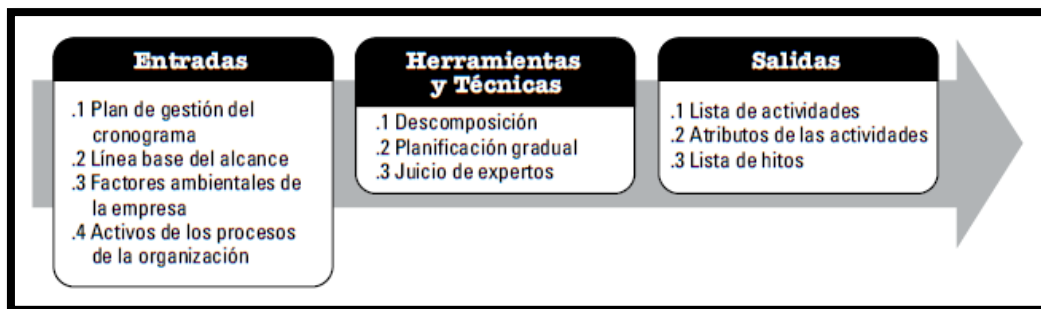 Entradas
.1 Plan de gestión del
cronograma
.2 Línea base del alcance
.3 Factores ambientales de
la empresa
.4 Activos de los procesos
de la organización
Herramientas
y Técnicas
.1 Descomposición
.2 Planificación gradual
.3 Juicio de expertos
Salidas
.1 Lista de actividades
.2 Atributos de las actividades
.3 Lista de hitos